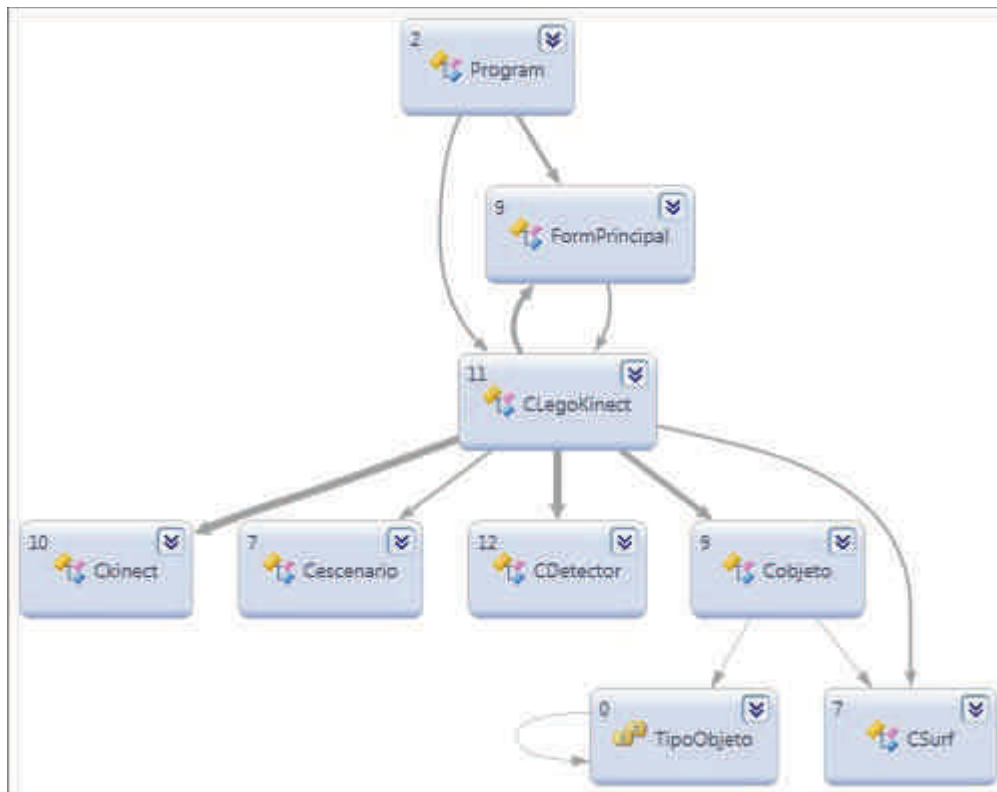 2
Program
9
FormPrincipal
11
CLegoKinect
10
Ckinect
7
Cescenario
12
CDetector
9
Cobjeto
0
TipoObjeto
7
CSurf